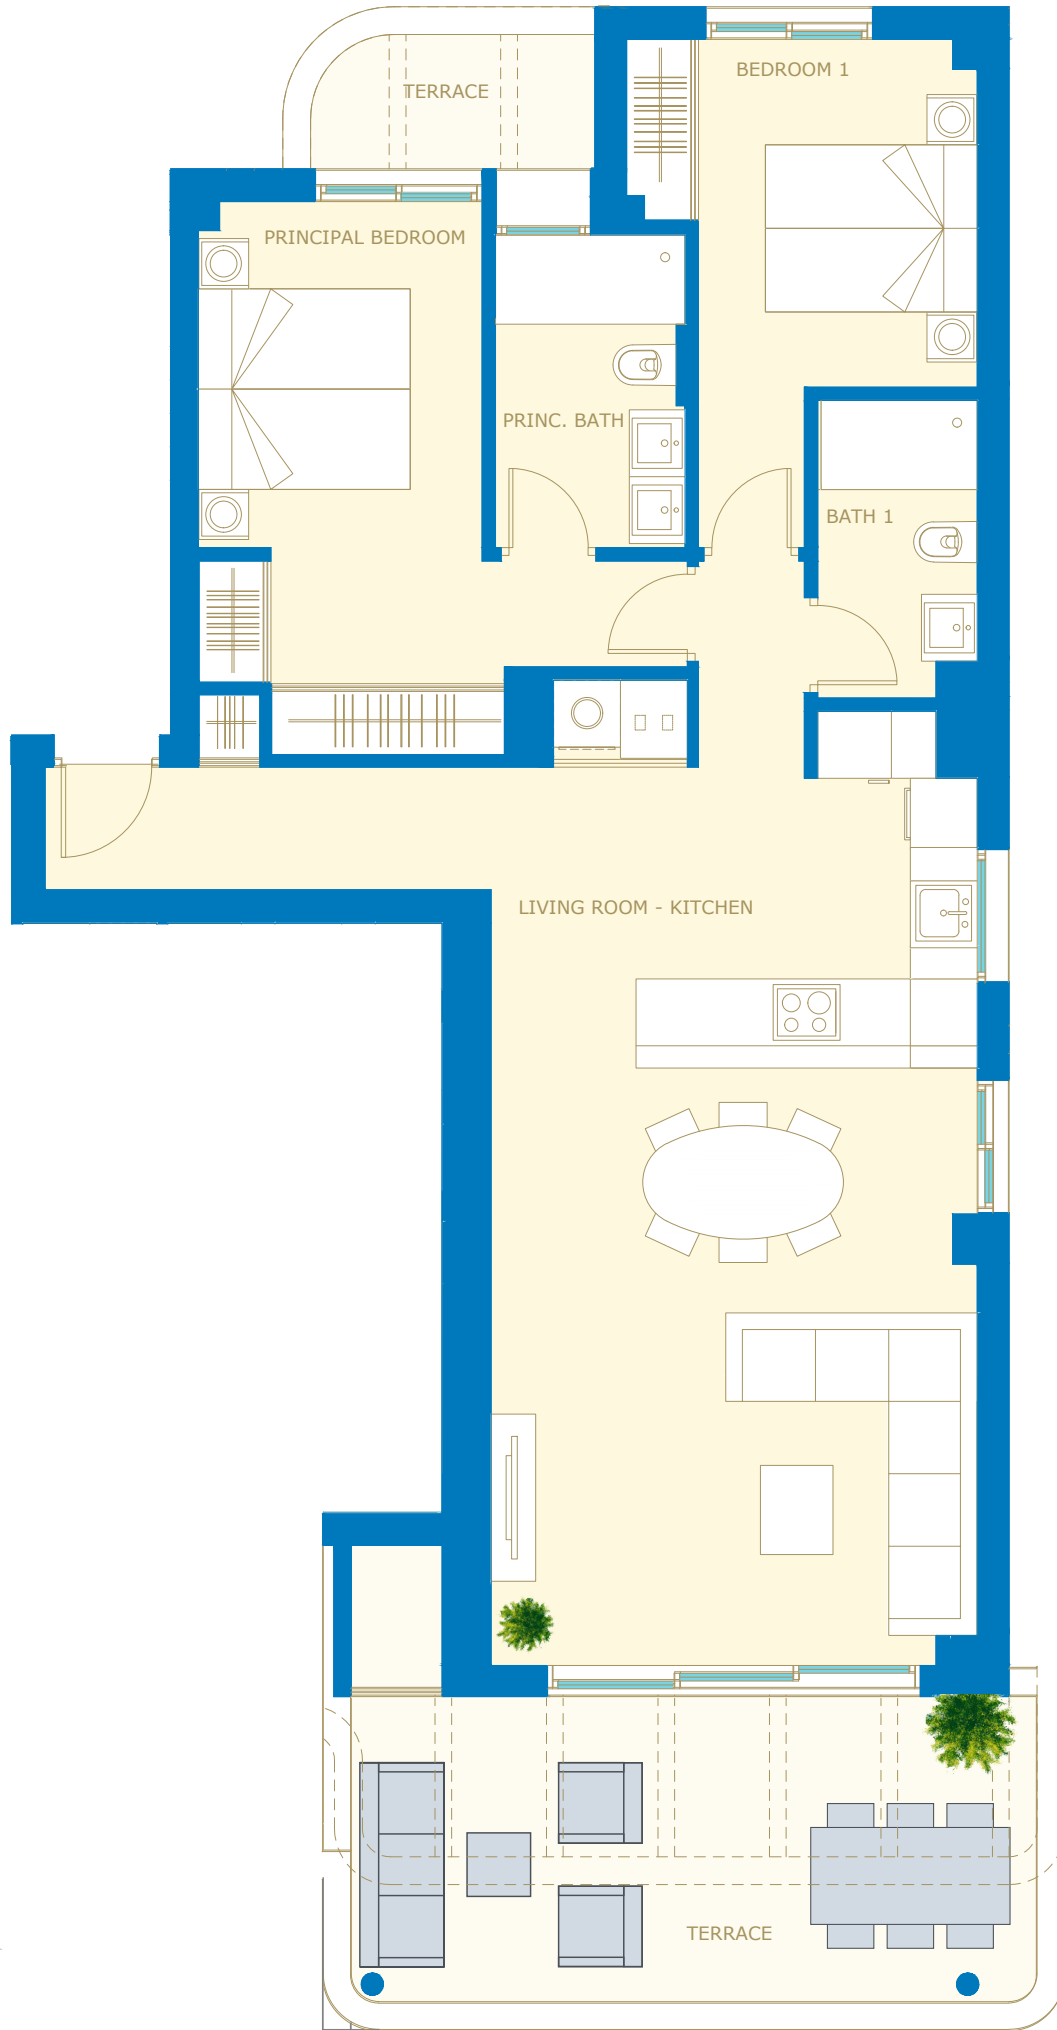 TERRACE
BEDROOM 1
PRINCIPAL BEDROOM
PRINC. BATH
BATH 1
LIVING ROOM - KITCHEN
TERRACE